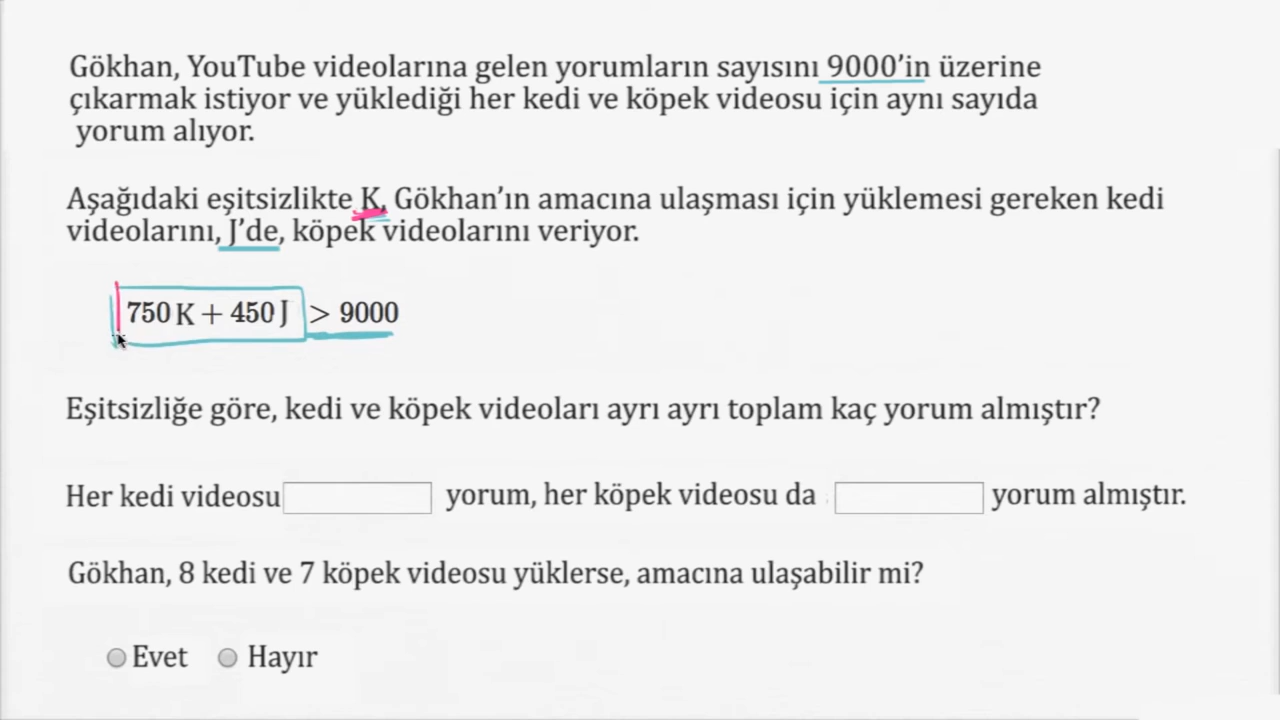 Gökhan, YouTube videolarına gelen yorumların sayısını 9000’in üzerine
çıkarmak istiyor ve yüklediği her kedi ve köpek videosu için aynı sayıda
yorum alıyor.
Aşağıdaki eşitsizlikte K, Gökhan’ın amacına ulaşması için yüklemesi gereken kedi
videolarını, J’de, köpek videolarını veriyor.
750 K + 450 J > 9000
Eşitsizliğe göre, kedi ve köpek videoları ayrı ayrı toplam kaç yorum almıştır?
Her kedi videosu yorum, her köpek videosu da yorum almıştır.
Gökhan, 8 kedi ve 7 köpek videosu yüklerse, amacına ulaşabilir mi?
Evet Hayır